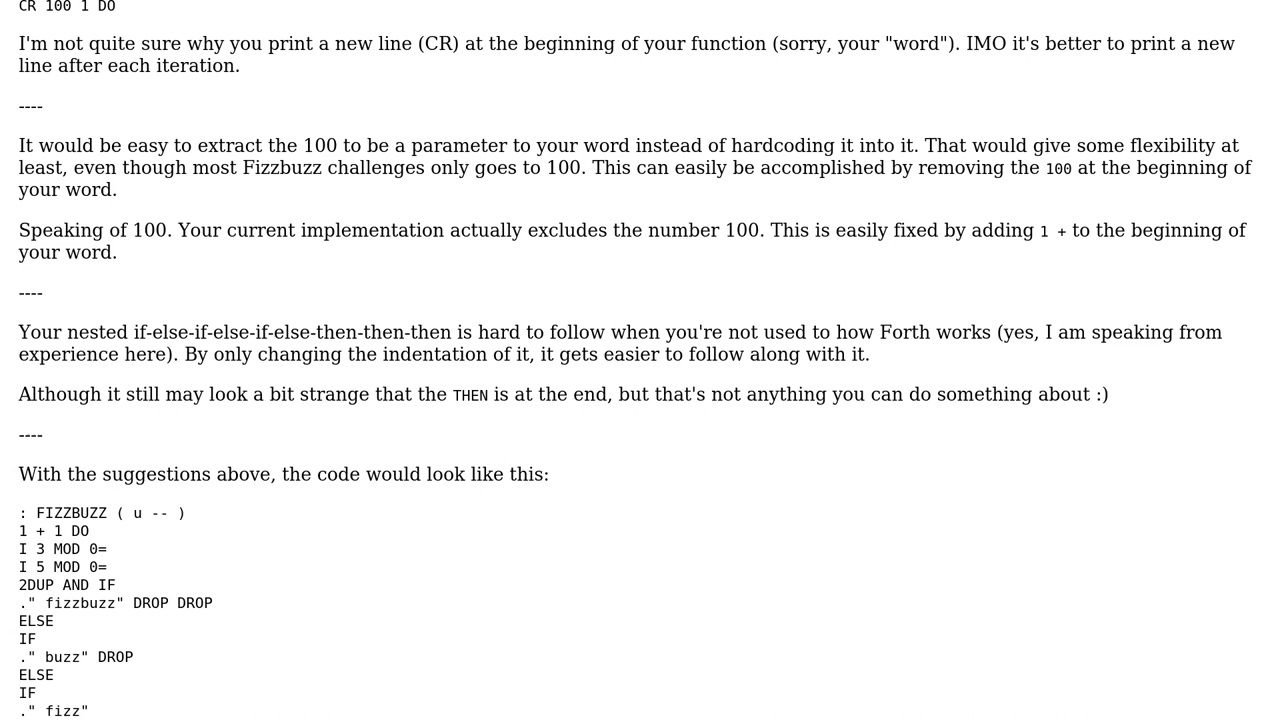 CR 100 1 DO
I'm not quite sure why you print a new line (CR) at the beginning of your function (sorry, your "word"). IMO it's better to print a new
line after each iteration.
----
It would be easy to extract the 100 to be a parameter to your word instead of hardcoding it into it. That would give some flexibility at
least, even though most Fizzbuzz challenges only goes to 100. This can easily be accomplished by removing the 100 at the beginning of
your word.
Speaking of 100. Your current implementation actually excludes the number 100. This is easily fixed by adding 1 + to the beginning of
your word.
----
Your nested if-else-if-else-if-else-then-then-then is hard to follow when you're not used to how Forth works (yes, I am speaking from
experience here). By only changing the indentation of it, it gets easier to follow along with it.
Although it still may look a bit strange that the THEN is at the end, but that's not anything you can do something about :)
----
With the suggestions above, the code would look like this:
: FIZZBUZZ ( u -- )
1 + 1 DO
I 3 MOD 0=
I 5 MOD 0=
2DUP AND IF
." fizzbuzz" DROP DROP
ELSE
IF
." buzz" DROP
ELSE
IF
." fizz"